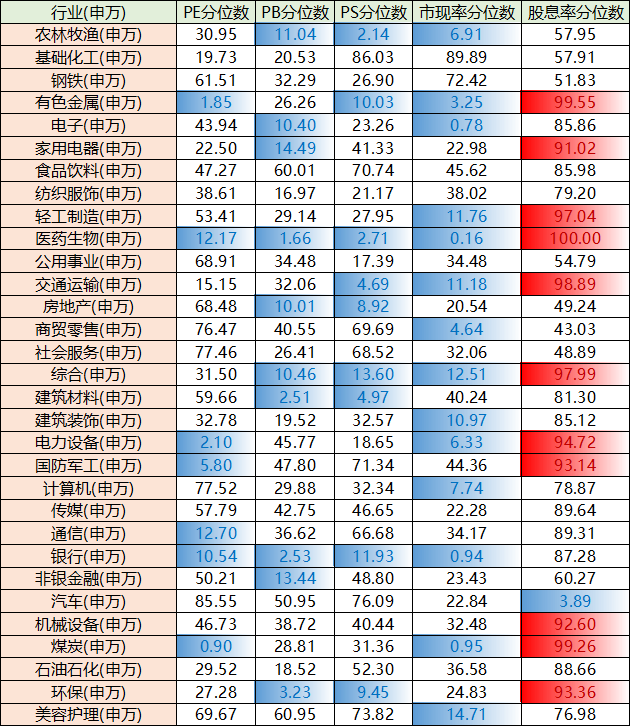 行业(申万) PE分位数 PB分位数 PS分位数 市现率分位数 股息率分位数
农林牧渔(申万) 30.95 11.04 2.14 6.91 57.95
基础化工(申万) 19.73 20.53 86.03 89.89 57.91
钢铁(申万) 61.51 32.29 26.90 72.42 51.83
有色金属(申万) 1.85 26.26 10.03 3.25 99.55
电子(申万) 43.94 10.40 23.26 0.78 85.86
家用电器(申万) 22.50 14.49 41.33 22.98 91.02
食品饮料(申万) 47.27 60.01 70.74 45.62 85.98
纺织服饰(申万) 38.61 16.97 21.17 38.02 79.20
轻工制造(申万) 53.41 29.14 27.95 11.76 97.04
医药生物(申万) 12.17 1.66 2.71 0.16 100.00
公用事业(申万) 68.91 34.48 17.39 34.48 54.79
交通运输(申万) 15.15 32.06 4.69 11.18 98.89
房地产(申万) 68.48 10.01 8.92 20.54 49.24
商贸零售(申万) 76.47 40.55 69.69 4.64 43.03
社会服务(申万) 77.46 26.41 68.52 32.06 48.89
综合(申万) 31.50 10.46 13.60 12.51 97.99
建筑材料(申万) 59.66 2.51 4.97 40.24 81.30
建筑装饰(申万) 32.78 19.52 32.57 10.97 85.12
电力设备(申万) 2.10 45.77 18.65 6.33 94.72
国防军工(申万) 5.80 47.80 71.34 44.36 93.14
计算机(申万) 77.52 29.88 32.34 7.74 78.87
传媒(申万) 57.79 42.75 46.65 22.28 89.64
通信(申万) 12.70 36.62 66.68 34.17 89.31
银行(申万) 10.54 2.53 11.93 0.94 87.28
非银金融(申万) 50.21 13.44 48.80 23.43 60.27
汽车(申万) 85.55 50.95 76.09 22.84 3.89
机械设备(申万) 46.73 38.72 40.44 32.48 92.60
煤炭(申万) 0.90 28.81 31.36 0.95 99.26
石油石化(申万) 29.52 18.52 52.30 36.58 88.66
环保(申万) 27.28 3.23 9.45 24.83 93.36
美容护理(申万) 69.67 60.95 73.82 14.71 76.98